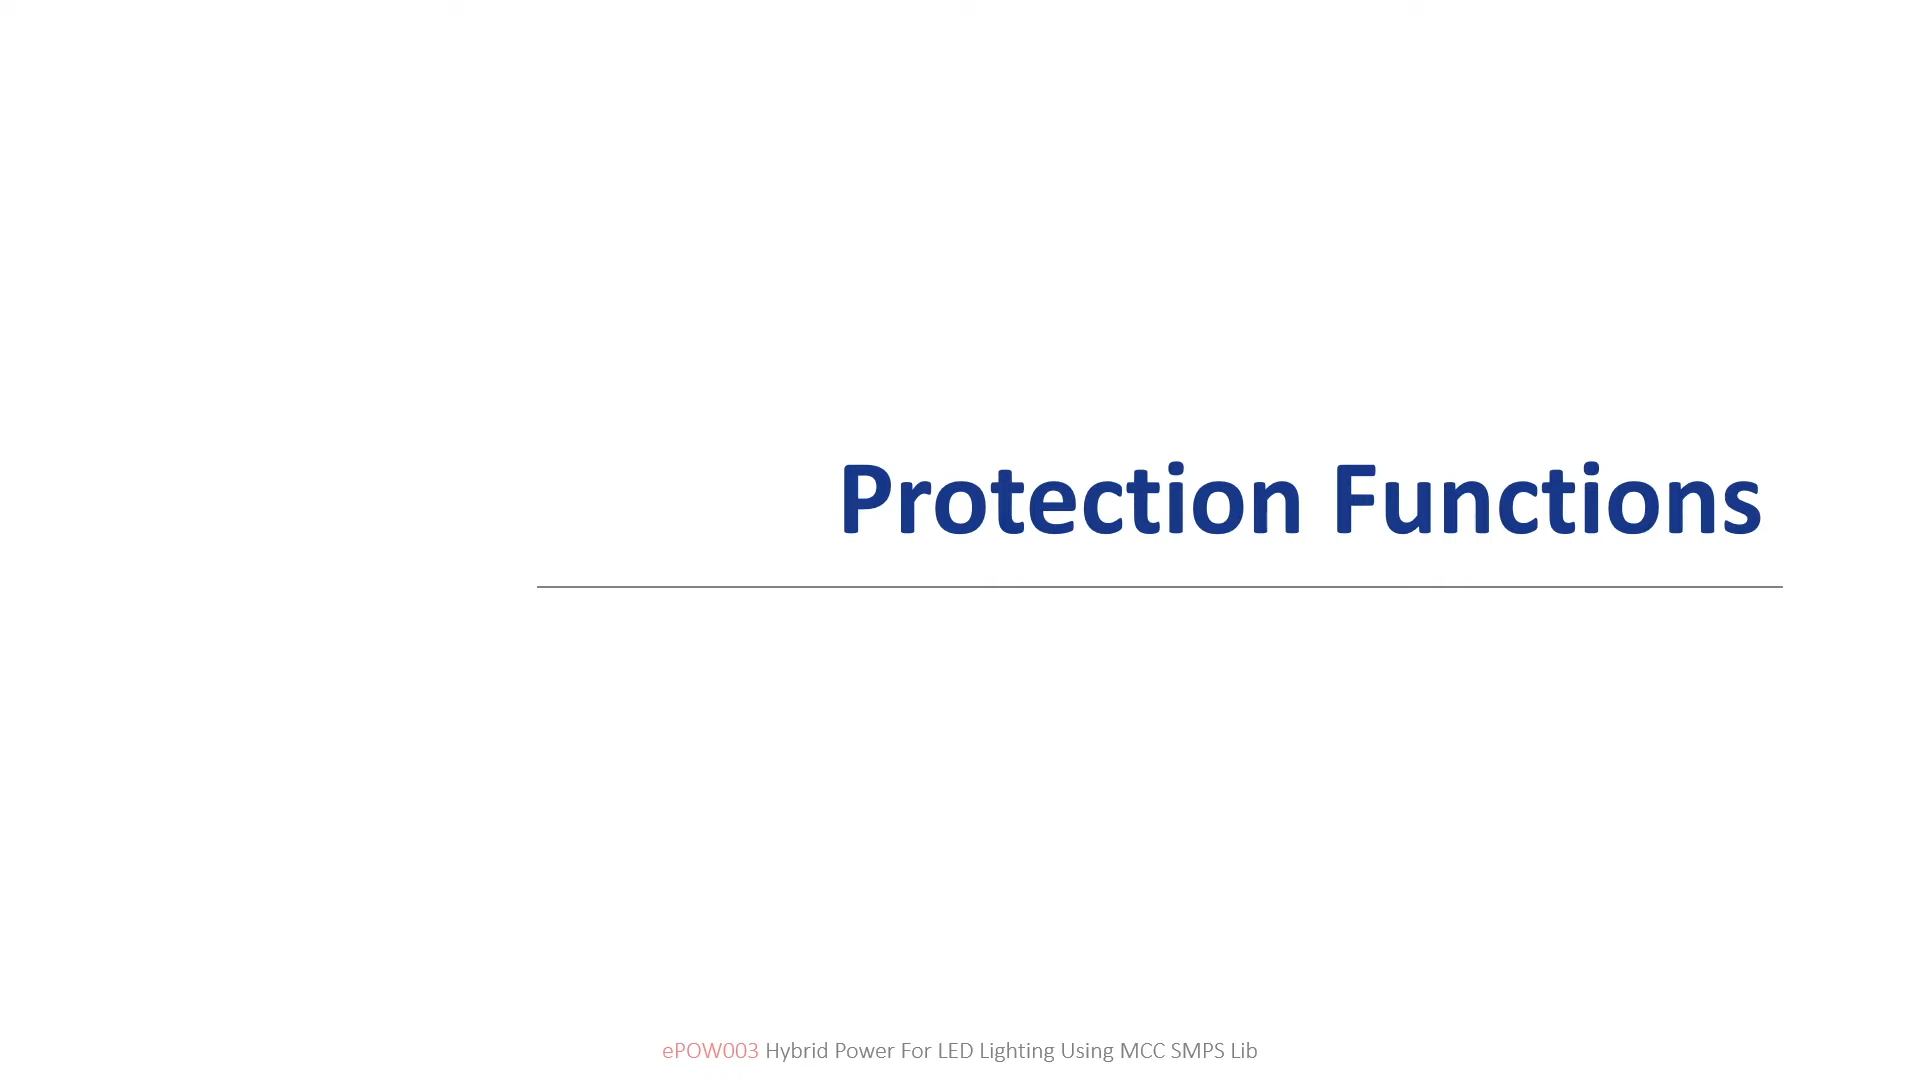 Protection Functions
ePOW003 Hybrid Power For LED Lighting Using MCC SMPS Lib